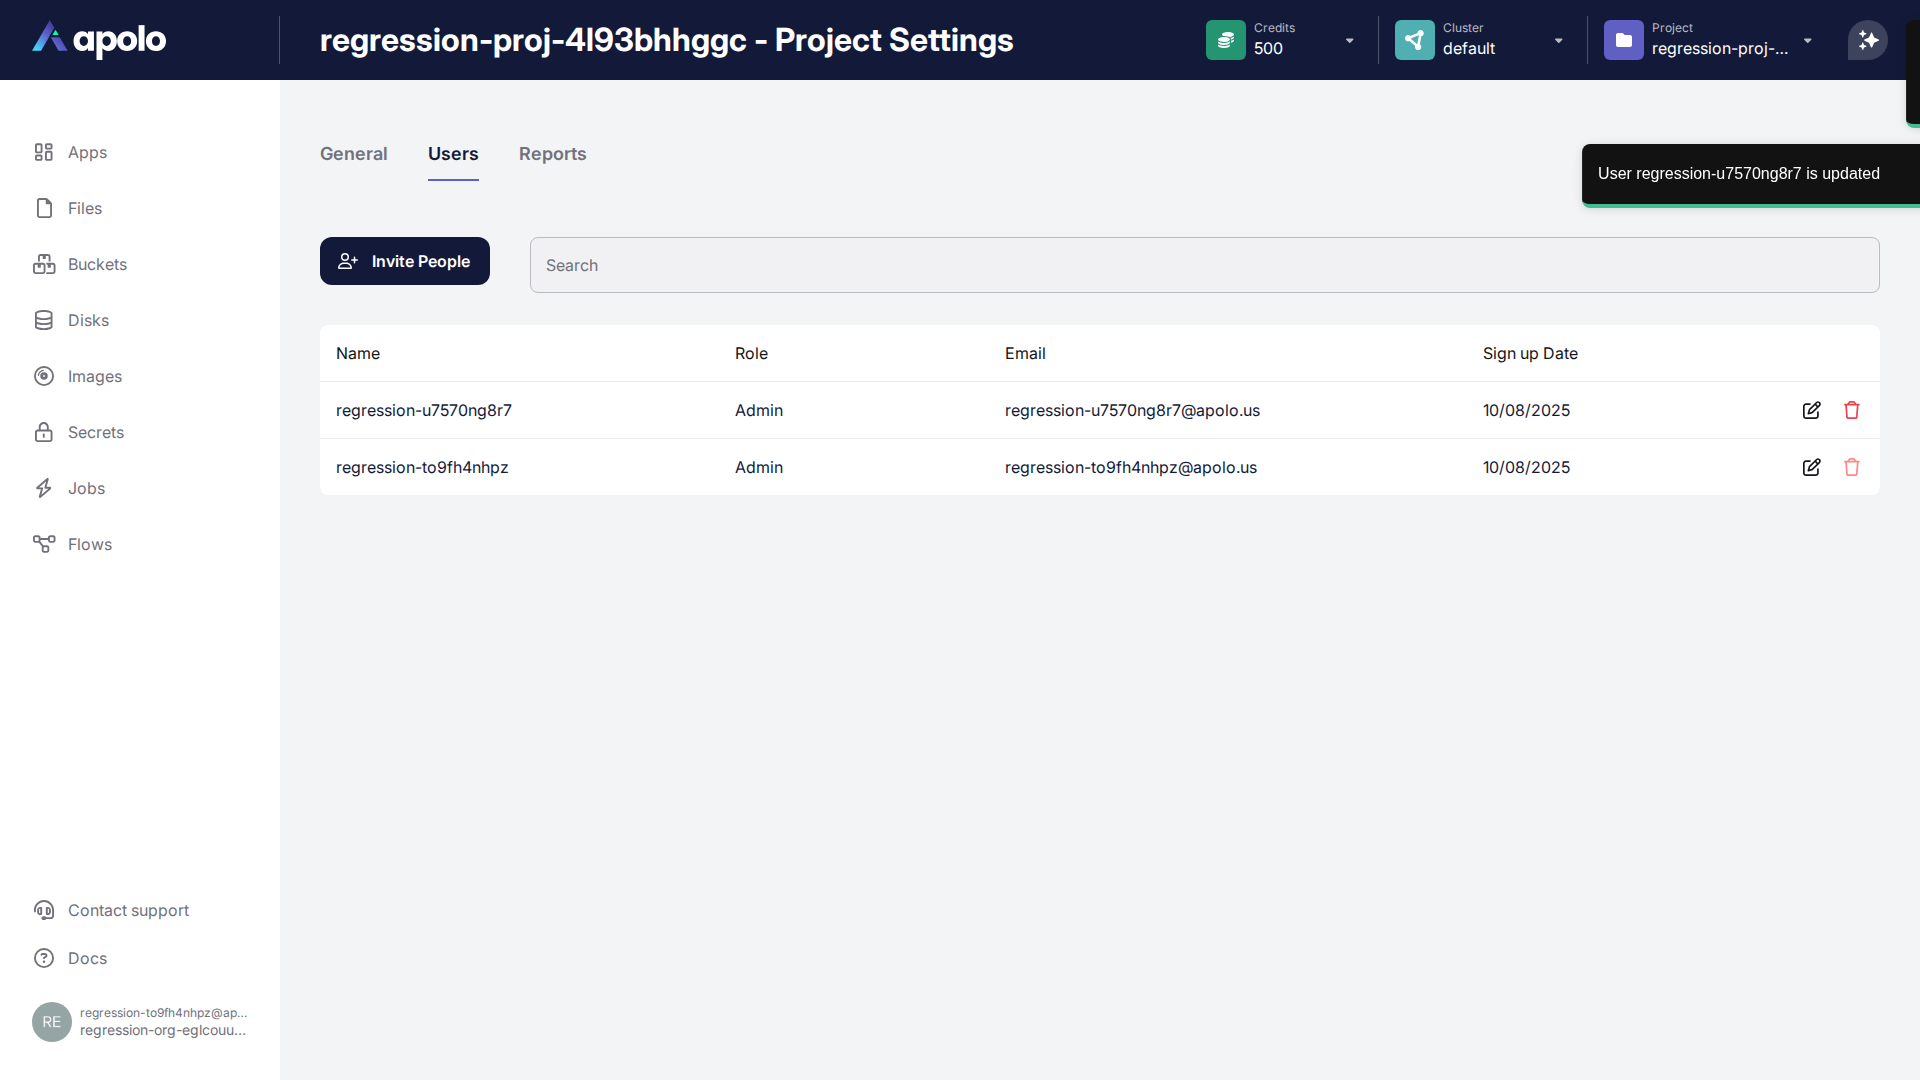 apolo
regression-proj-4l93bhhggc - Project Settings
Credits
500
Cluster
default
Project
regression-proj-...
Apps
Files
Buckets
Disks
Images
Secrets
Jobs
Flows
Contact support
Docs
RE
regression-to9fh4nhpz@ap...
regression-org-eglcouu...
General
Users
Reports
User regression-u7570ng8r7 is updated
Invite People
Search
Name
Role
Email
Sign up Date
regression-u7570ng8r7
Admin
regression-u7570ng8r7@apolo.us
10/08/2025
regression-to9fh4nhpz
Admin
regression-to9fh4nhpz@apolo.us
10/08/2025